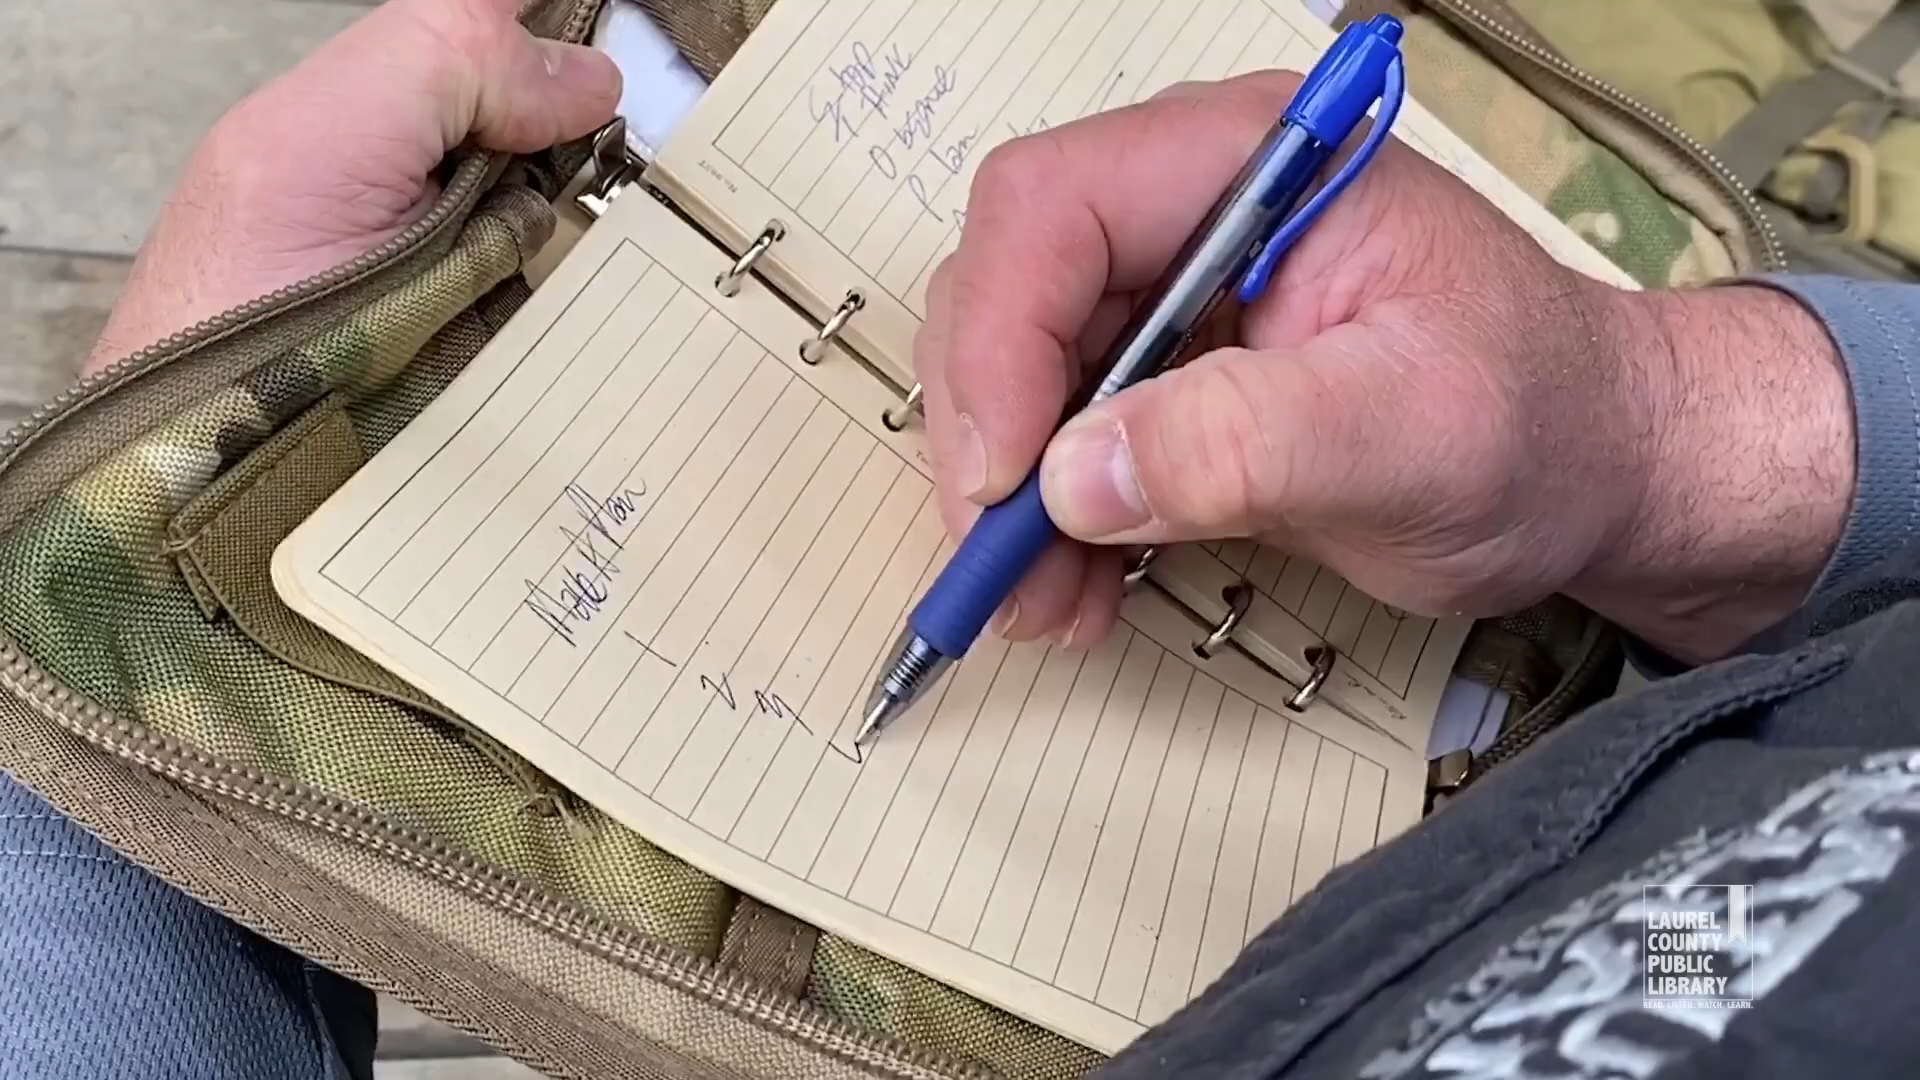 Stop
Think
Observe
Plan
Make A Plan
1
2
3
LAUREL
COUNTY
PUBLIC
LIBRARY
READ. LISTEN. WATCH. LEARN.